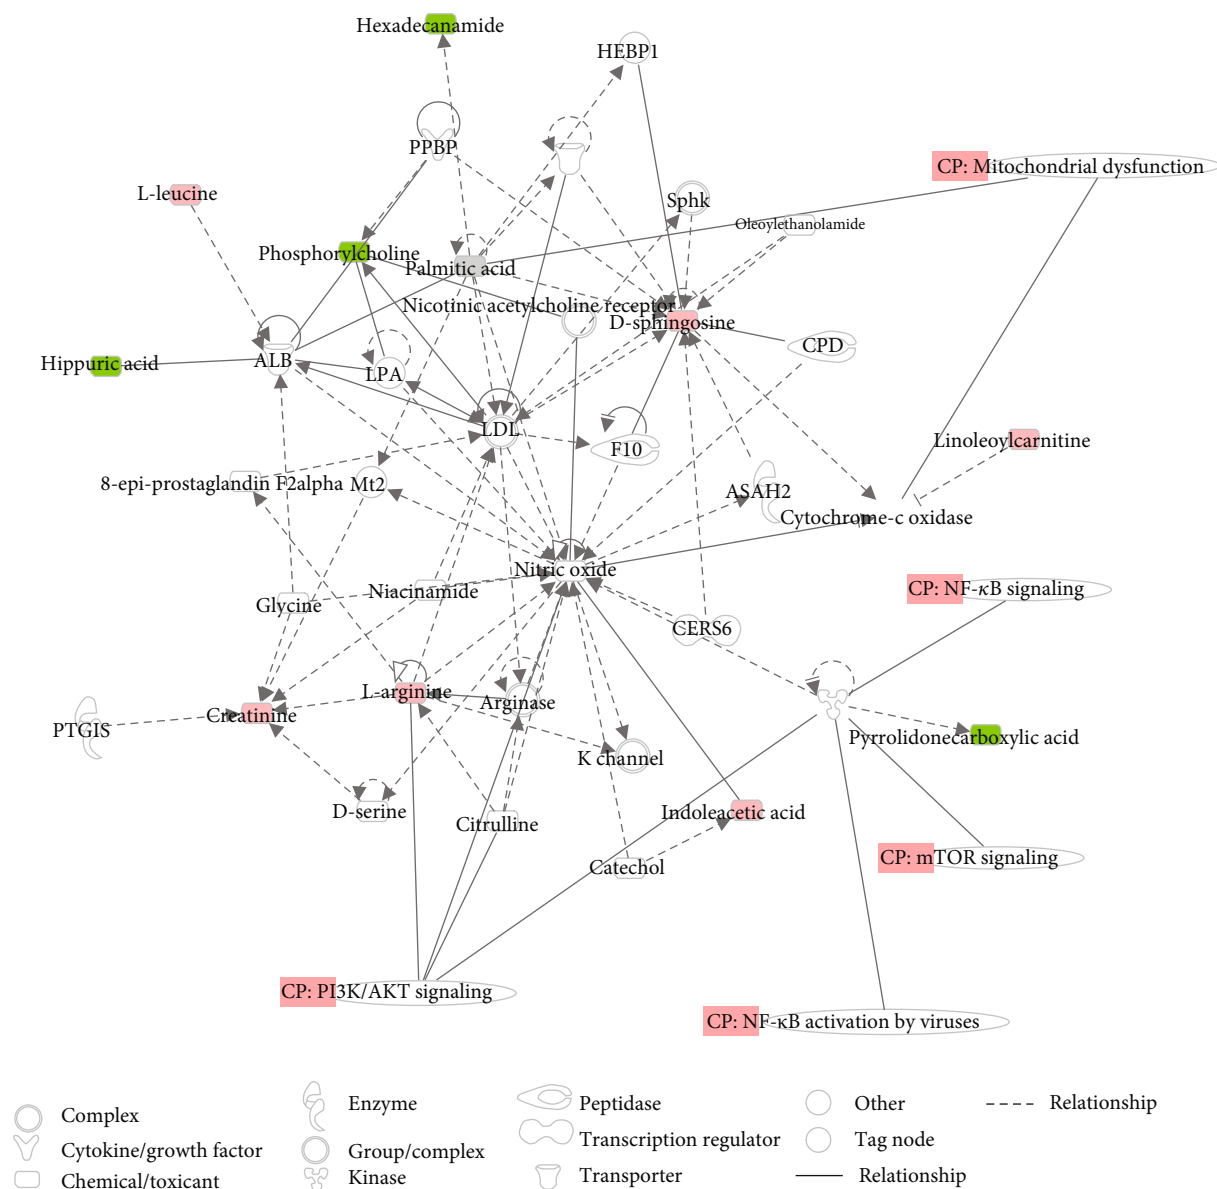 Hexadecanamide
HEBP1
PPBP
CP: Mitochondrial dysfunction
L-leucine
Sphk
Oleoylethanolamide
Phosphorylcholine
Palmitic acid
Nicotinic acetylcholine receptor
D-sphingosine
CPD
Hippuric acid
ALB
LPA
LDL
F10
Linoleoylcarnitine
8-epi-prostaglandin F2alpha
Mt2
ASAH2
Cytochrome-c oxidase
Nitric oxide
Niacinamide
CP: NF-κB signaling
Glycine
CERS6
L-arginine
Arginase
Creatinine
PTGIS
K channel
Pyrrolidonecarboxylic acid
D-serine
Citrulline
Indoleacetic acid
Catechol
CP: mTOR signaling
CP: PI3K/AKT signaling
CP: NF-κB activation by viruses
Complex
Cytokine/growth factor
Chemical/toxicant
Enzyme
Group/complex
Kinase
Peptidase
Transcription regulator
Transporter
Other
Tag node
Relationship
Relationship